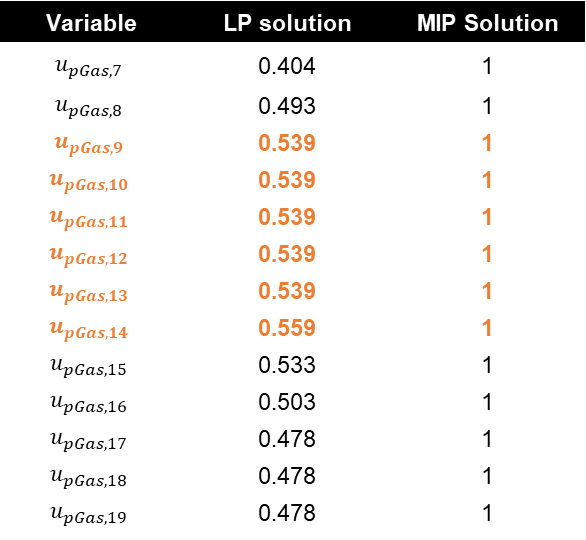 Variable LP solution MIP Solution
u_{pGas,7} 0.404 1
u_{pGas,8} 0.493 1
u_{pGas,9} 0.539 1
u_{pGas,10} 0.539 1
u_{pGas,11} 0.539 1
u_{pGas,12} 0.539 1
u_{pGas,13} 0.539 1
u_{pGas,14} 0.559 1
u_{pGas,15} 0.533 1
u_{pGas,16} 0.503 1
u_{pGas,17} 0.478 1
u_{pGas,18} 0.478 1
u_{pGas,19} 0.478 1